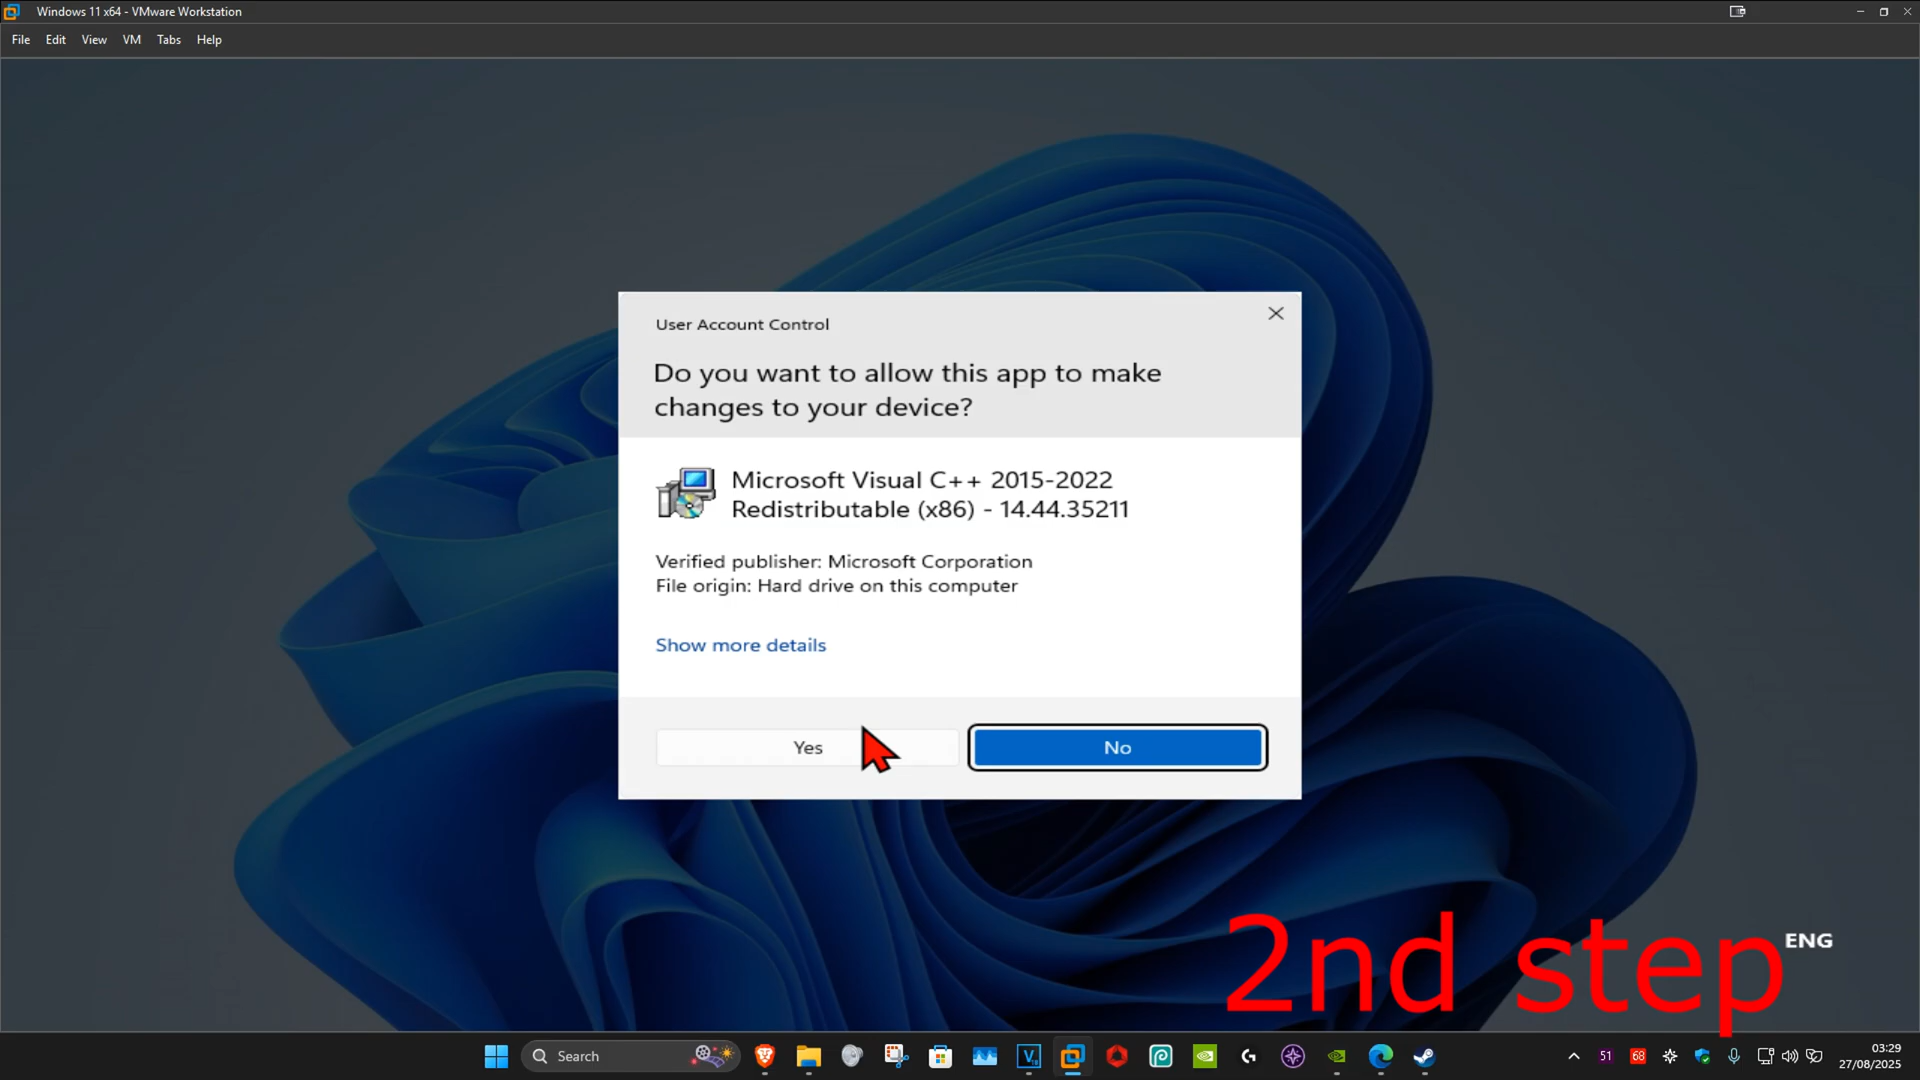 Windows 11 x64 - VMware Workstation
File Edit View VM Tabs Help
User Account Control
Do you want to allow this app to make
changes to your device?
Microsoft Visual C++ 2015-2022
Redistributable (x86) - 14.44.35211
Verified publisher: Microsoft Corporation
File origin: Hard drive on this computer
Show more details
Yes No
2nd step
ENG
Search
51 68
03:29
27/08/2025